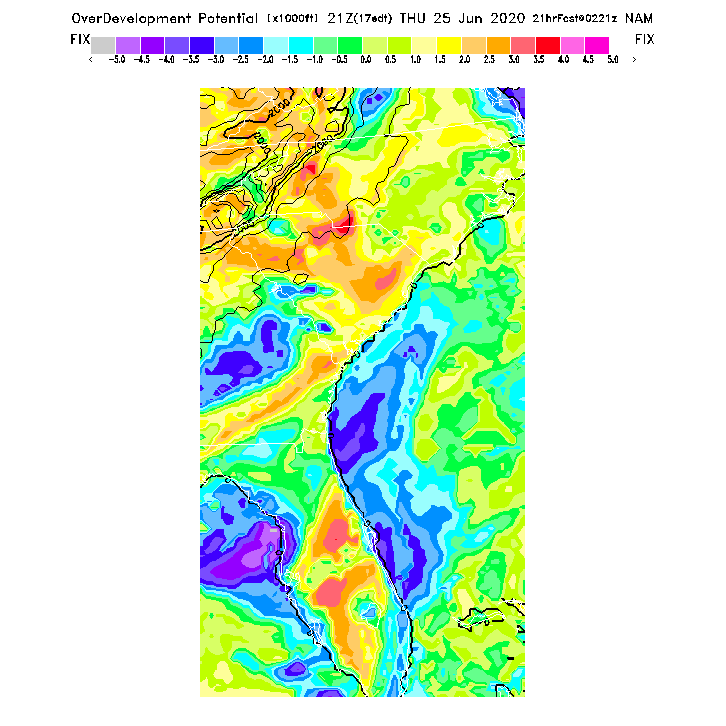 OverDevelopment Potential [x1000ft] 21Z(17edt) THU 25 Jun 2020 21hrFcst@0221z NAM
FIX FIX
< -5.0 -4.5 -4.0 -3.5 -3.0 -2.5 -2.0 -1.5 -1.0 -0.5 0.0 0.5 1.0 1.5 2.0 2.5 3.0 3.5 4.0 4.5 5.0 >
2000